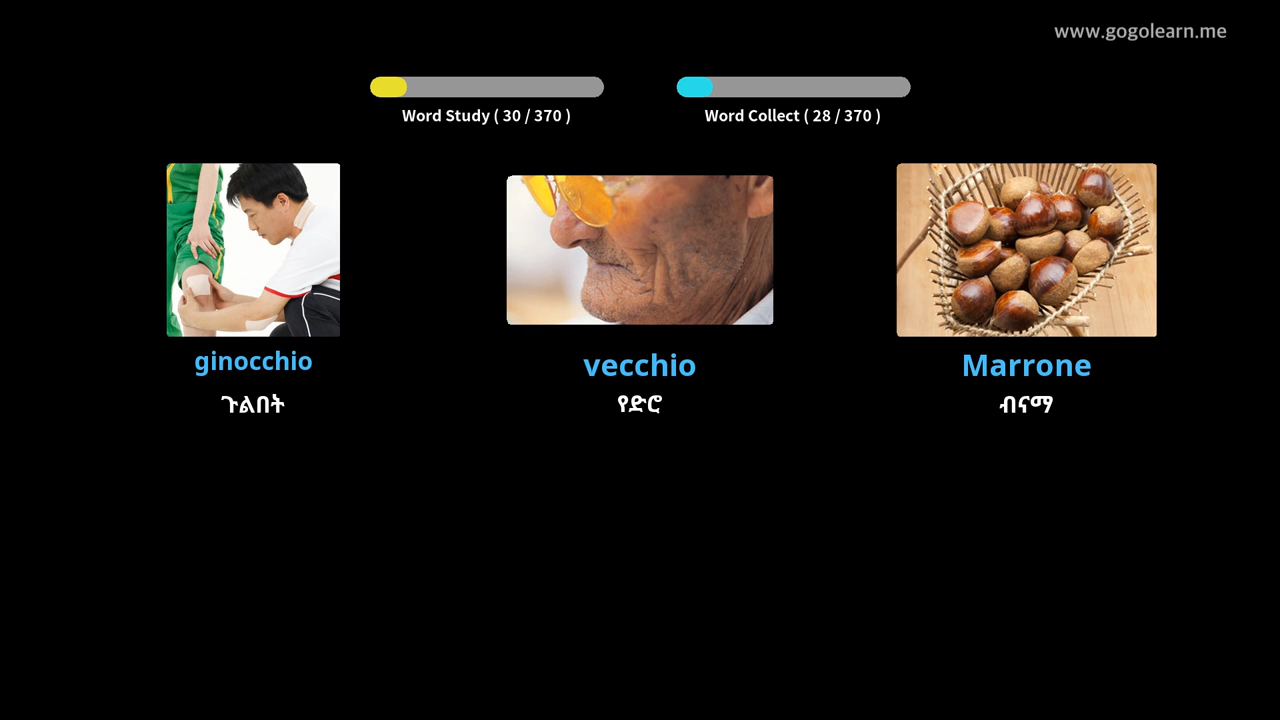 www.gogolearn.me
Word Study ( 30 / 370 )
Word Collect ( 28 / 370 )
ginocchio
vecchio
Marrone
ጉልበት
የድሮ
ብናማ